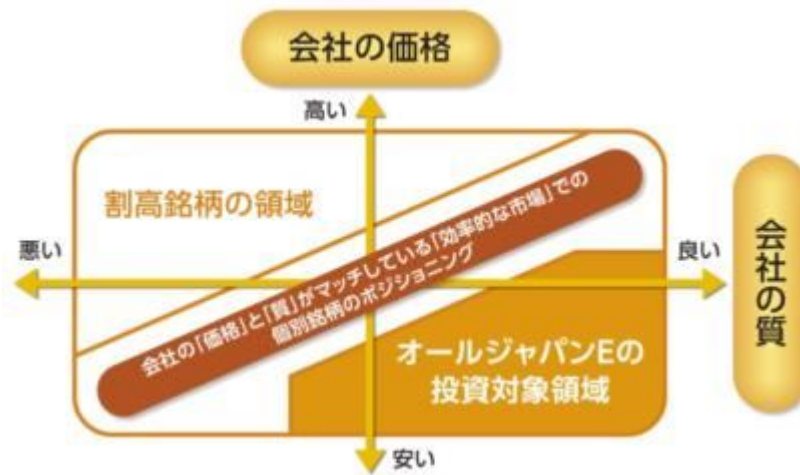 会社の価格
高い
割高銘柄の領域
会社の「価格」と「質」がマッチしている「効率的な市場」での
個別銘柄のポジショニング
悪い
良い
会社の質
オールジャパンEの
投資対象領域
安い